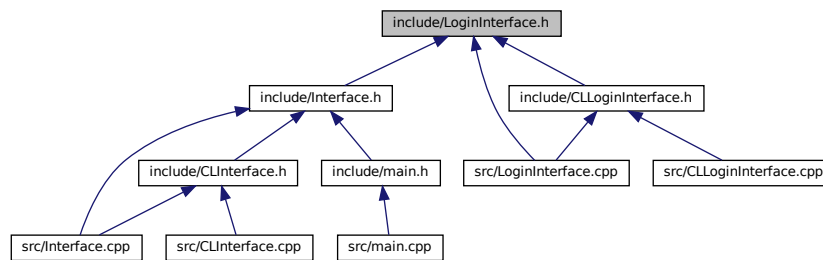 include/LoginInterface.h
include/Interface.h
include/CLLoginInterface.h
include/CLInterface.h
include/main.h
src/LoginInterface.cpp
src/CLLoginInterface.cpp
src/Interface.cpp
src/CLInterface.cpp
src/main.cpp